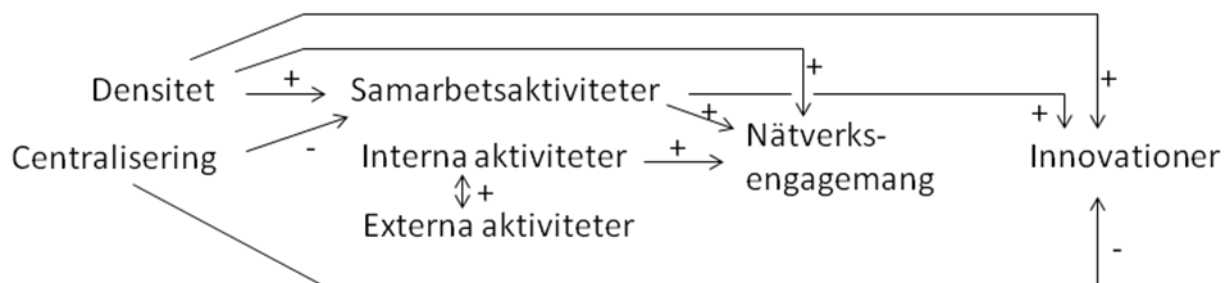 Densitet
+
Samarbetsaktiviteter
+
+
+
+
Centralisering
-
Interna aktiviteter
+
Nätverks-
engagemang
Innovationer
+
Externa aktiviteter
-